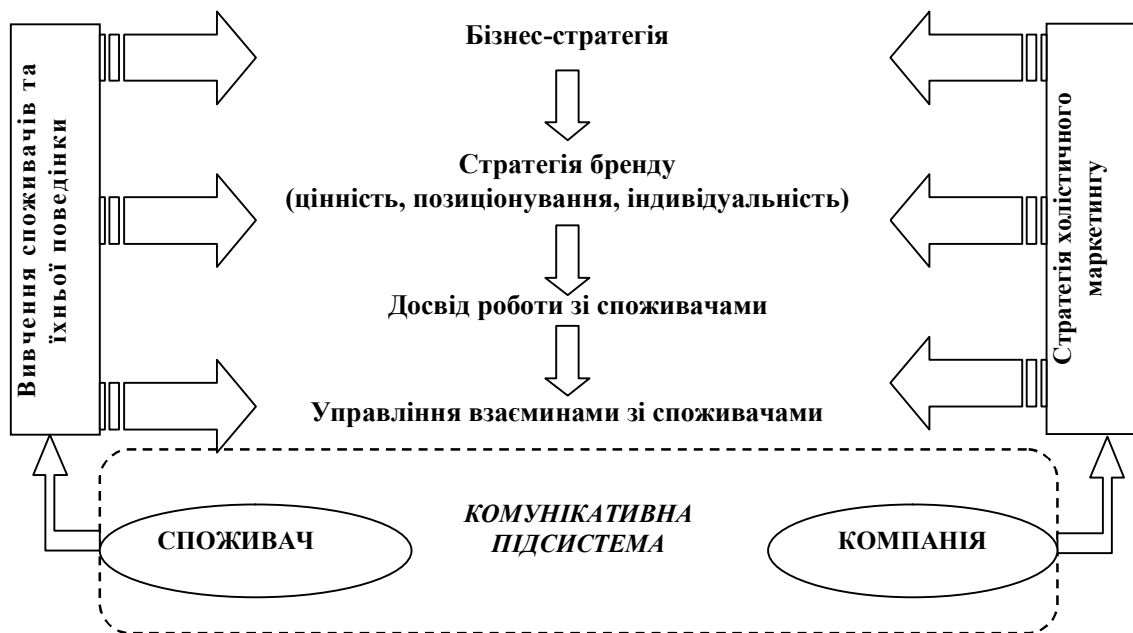 Бізнес-стратегія
Стратегія бренду
(цінність, позиціонування, індивідуальність)
Досвід роботи зі споживачами
Управління взаєминами зі споживачами
Вивчення споживачів та
їхньої поведінки
Стратегія холістичного
маркетингу
КОМУНІКАТИВНА
ПІДСИСТЕМА
СПОЖИВАЧ
КОМПАНІЯ